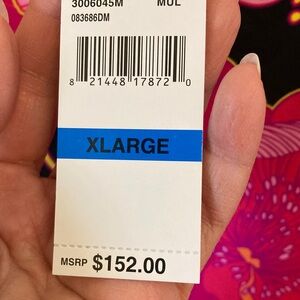 3006045M MUL
083686DM
8 21448 17872 0
XLARGE
MSRP $152.00